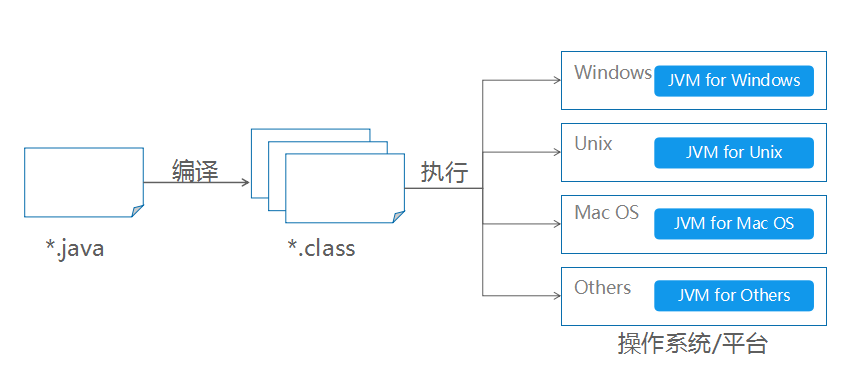 *.java
编译
*.class
执行
Windows
JVM for Windows
Unix
JVM for Unix
Mac OS
JVM for Mac OS
Others
JVM for Others
操作系统/平台